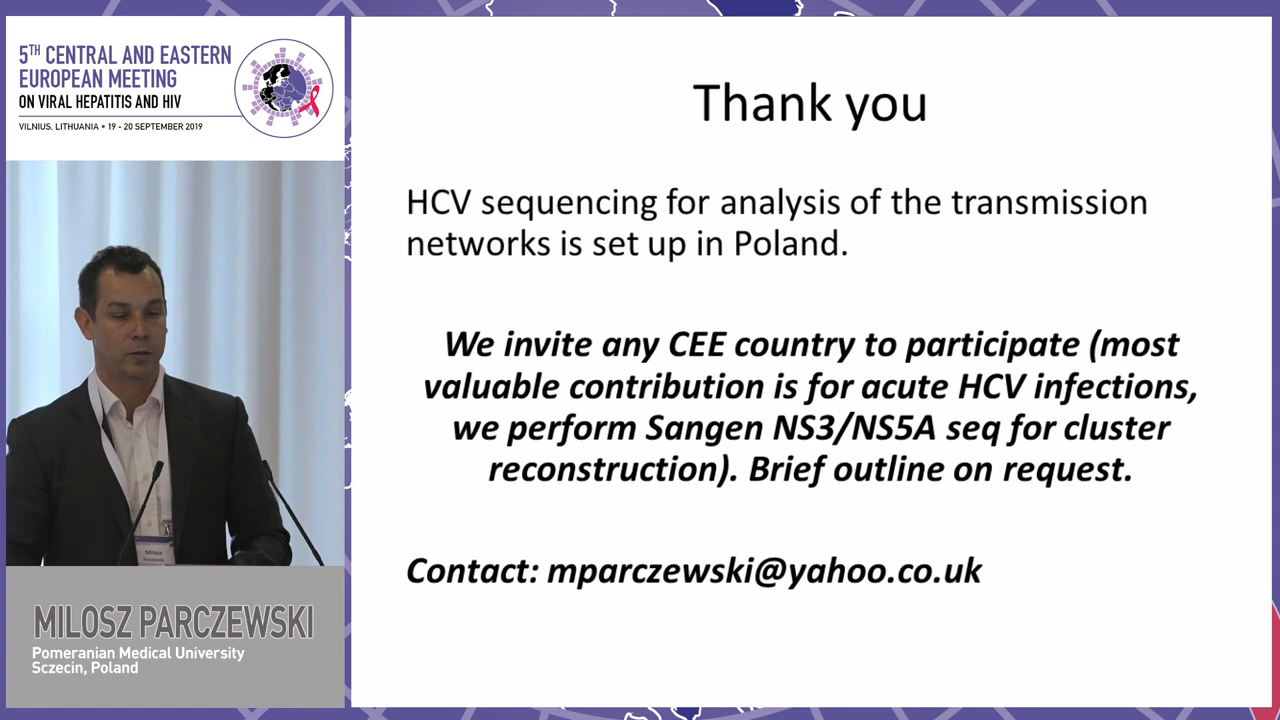 5TH CENTRAL AND EASTERN
EUROPEAN MEETING
ON VIRAL HEPATITIS AND HIV
VILNIUS, LITHUANIA • 19 - 20 SEPTEMBER 2019
Milosz
Parczewski
MILOSZ PARCZEWSKI
Pomeranian Medical University
Sczecin, Poland
Thank you
HCV sequencing for analysis of the transmission
networks is set up in Poland.
We invite any CEE country to participate (most
valuable contribution is for acute HCV infections,
we perform Sangen NS3/NS5A seq for cluster
reconstruction). Brief outline on request.
Contact: mparczewski@yahoo.co.uk